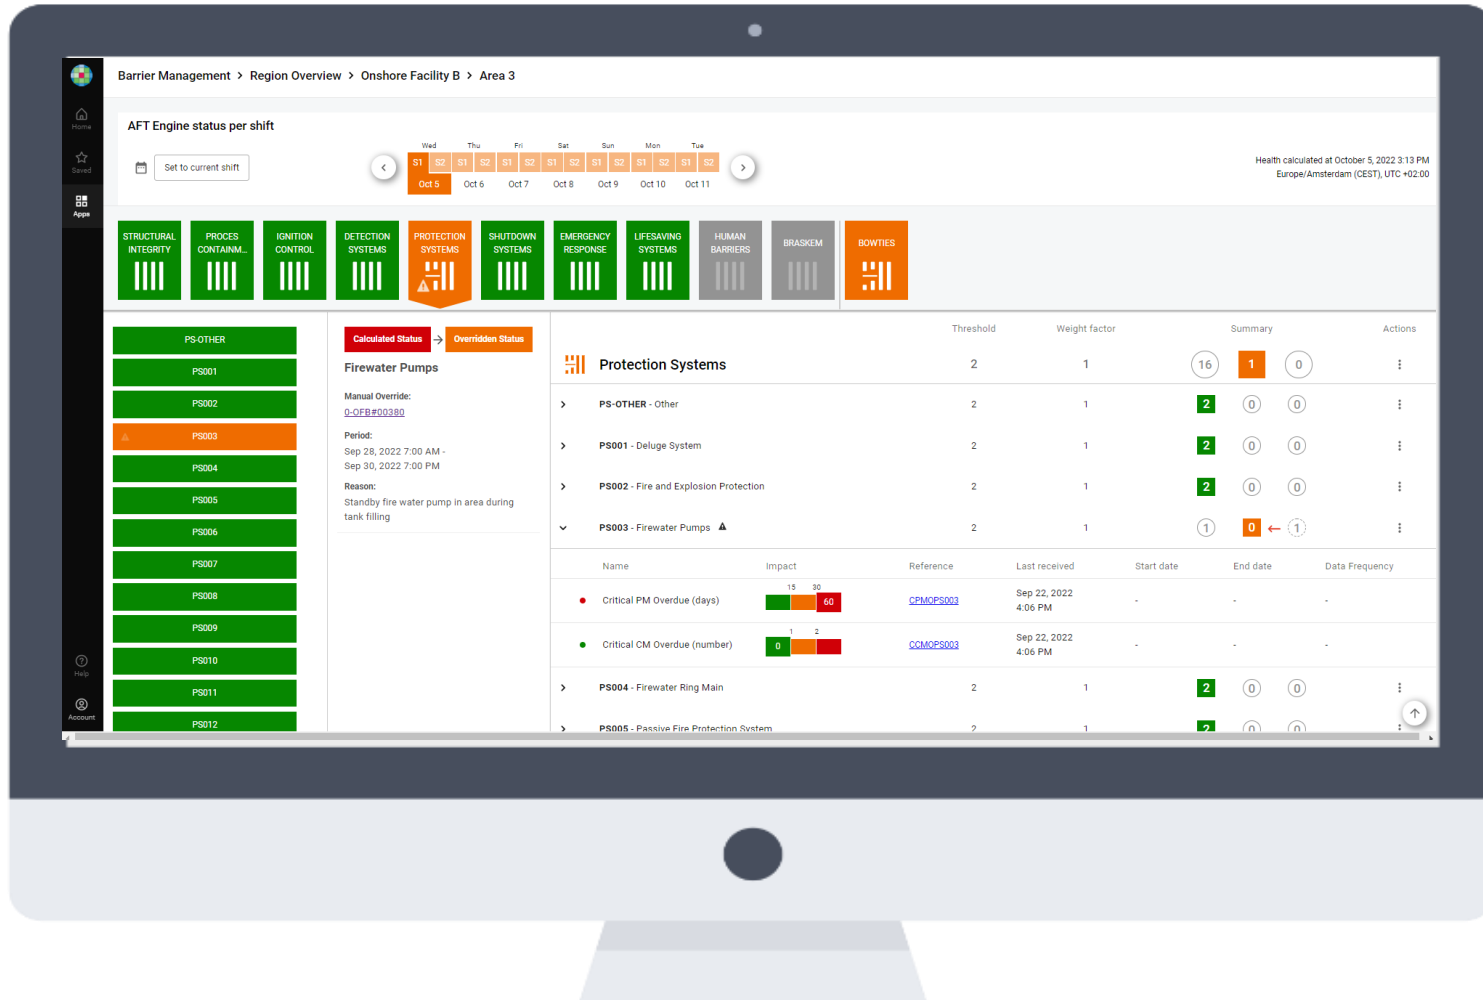 Barrier Management > Region Overview > Onshore Facility B > Area 3
Home
Saved
Apps
Help
Account
AFT Engine status per shift
Set to current shift
Wed Thu Fri Sat Sun Mon Tue
S1 S2 S1 S2 S1 S2 S1 S2 S1 S2 S1 S2 S1 S2
Oct 5 Oct 6 Oct 7 Oct 8 Oct 9 Oct 10 Oct 11
Health calculated at October 5, 2022 3:13 PM
Europe/Amsterdam (CEST), UTC +02:00
STRUCTURAL
INTEGRITY
PROCES
CONTAINM...
IGNITION
CONTROL
DETECTION
SYSTEMS
PROTECTION
SYSTEMS
SHUTDOWN
SYSTEMS
EMERGENCY
RESPONSE
LIFESAVING
SYSTEMS
HUMAN
BARRIERS
BRASKEM
BOWTIES
PS-OTHER
PS001
PS002
PS003
PS004
PS005
PS006
PS007
PS008
PS009
PS010
PS011
PS012
Calculated Status → Overridden Status
Firewater Pumps
Manual Override:
0-OFB#00380
Period:
Sep 28, 2022 7:00 AM -
Sep 30, 2022 7:00 PM
Reason:
Standby fire water pump in area during
tank filling
Threshold Weight factor Summary Actions
Protection Systems 2 1 16 1 0
PS-OTHER - Other 2 1 2 0 0
PS001 - Deluge System 2 1 2 0 0
PS002 - Fire and Explosion Protection 2 1 2 0 0
PS003 - Firewater Pumps 2 1 1 0 ← 1
Name Impact Reference Last received Start date End date Data Frequency
15 30
Critical PM Overdue (days) 60 CPMOPS003 Sep 22, 2022
4:06 PM - - -
1 2
Critical CM Overdue (number) 0 CCMOPS003 Sep 22, 2022
4:06 PM - - -
PS004 - Firewater Ring Main 2 1 2 0 0
PS005 - Passive Fire Protection System 2 1 2 0 0